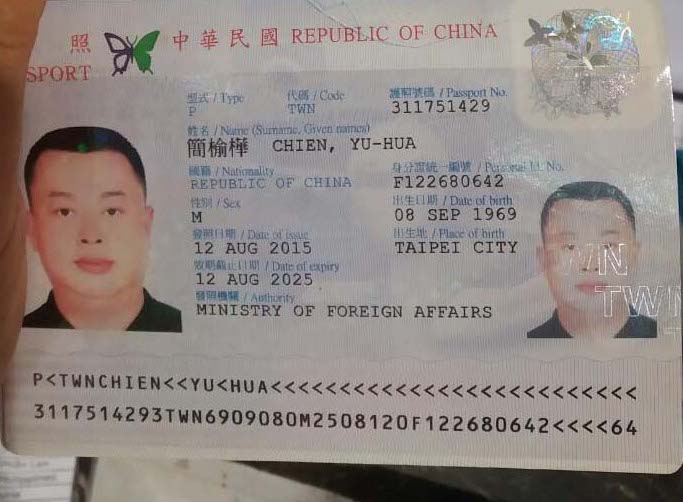 照 中華民國 REPUBLIC OF CHINA
SPORT
型式 / Type 代碼 / Code 護照號碼 / Passport No.
P TWN 311751429
姓名 / Name (Surname, Given names)
簡榆樺 CHIEN, YU-HUA
國籍 / Nationality 身分證統一編號 / Personal Id. No.
REPUBLIC OF CHINA F122680642
性別 / Sex 出生日期 / Date of birth
M 08 SEP 1969
發照日期 / Date of issue 出生地 / Place of birth
12 AUG 2015 TAIPEI CITY
效期截止日期 / Date of expiry
12 AUG 2025
發照機關 / Authority
MINISTRY OF FOREIGN AFFAIRS
TWN
WN
TWN
P<TWNCHIEN<<YU<HUA<<<<<<<<<<<<<<<<<<<<<<<<<<
3117514293TWN6909080M2508120F122680642<<<<64